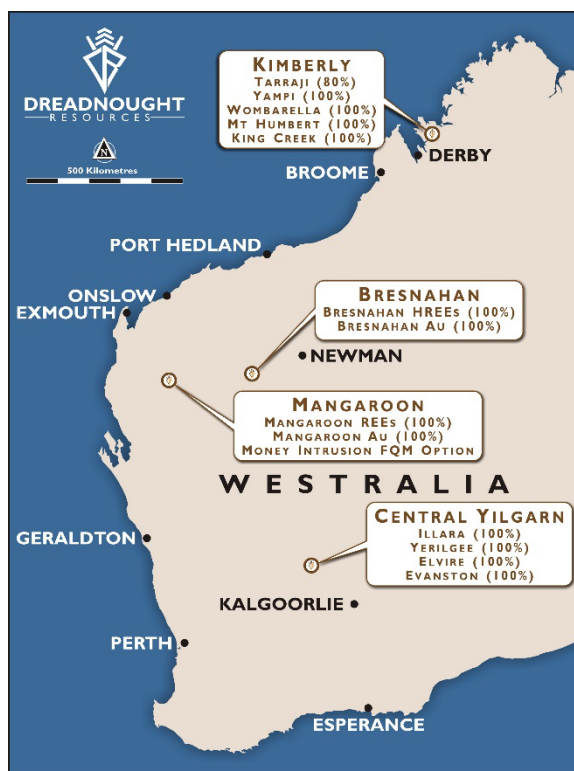 DREADNOUGHT
RESOURCES
N
500 Kilometres
KIMBERLY
TARRAJI (80%)
YAMPI (100%)
WOMBARELLA (100%)
MT HUMBERT (100%)
KING CREEK (100%)
DERBY
BROOME
PORT HEDLAND
ONSLOW
EXMOUTH
BRESNAHAN
BRESNAHAN HREES (100%)
BRESNAHAN AU (100%)
NEWMAN
MANGAROON
MANGAROON REES (100%)
MANGAROON AU (100%)
MONEY INTRUSION FQM OPTION
WESTRALIA
CENTRAL YILGARN
ILLARA (100%)
YERILGEE (100%)
ELVIRE (100%)
EVANSTON (100%)
GERALDTON
KALGOORLIE
PERTH
ESPERANCE